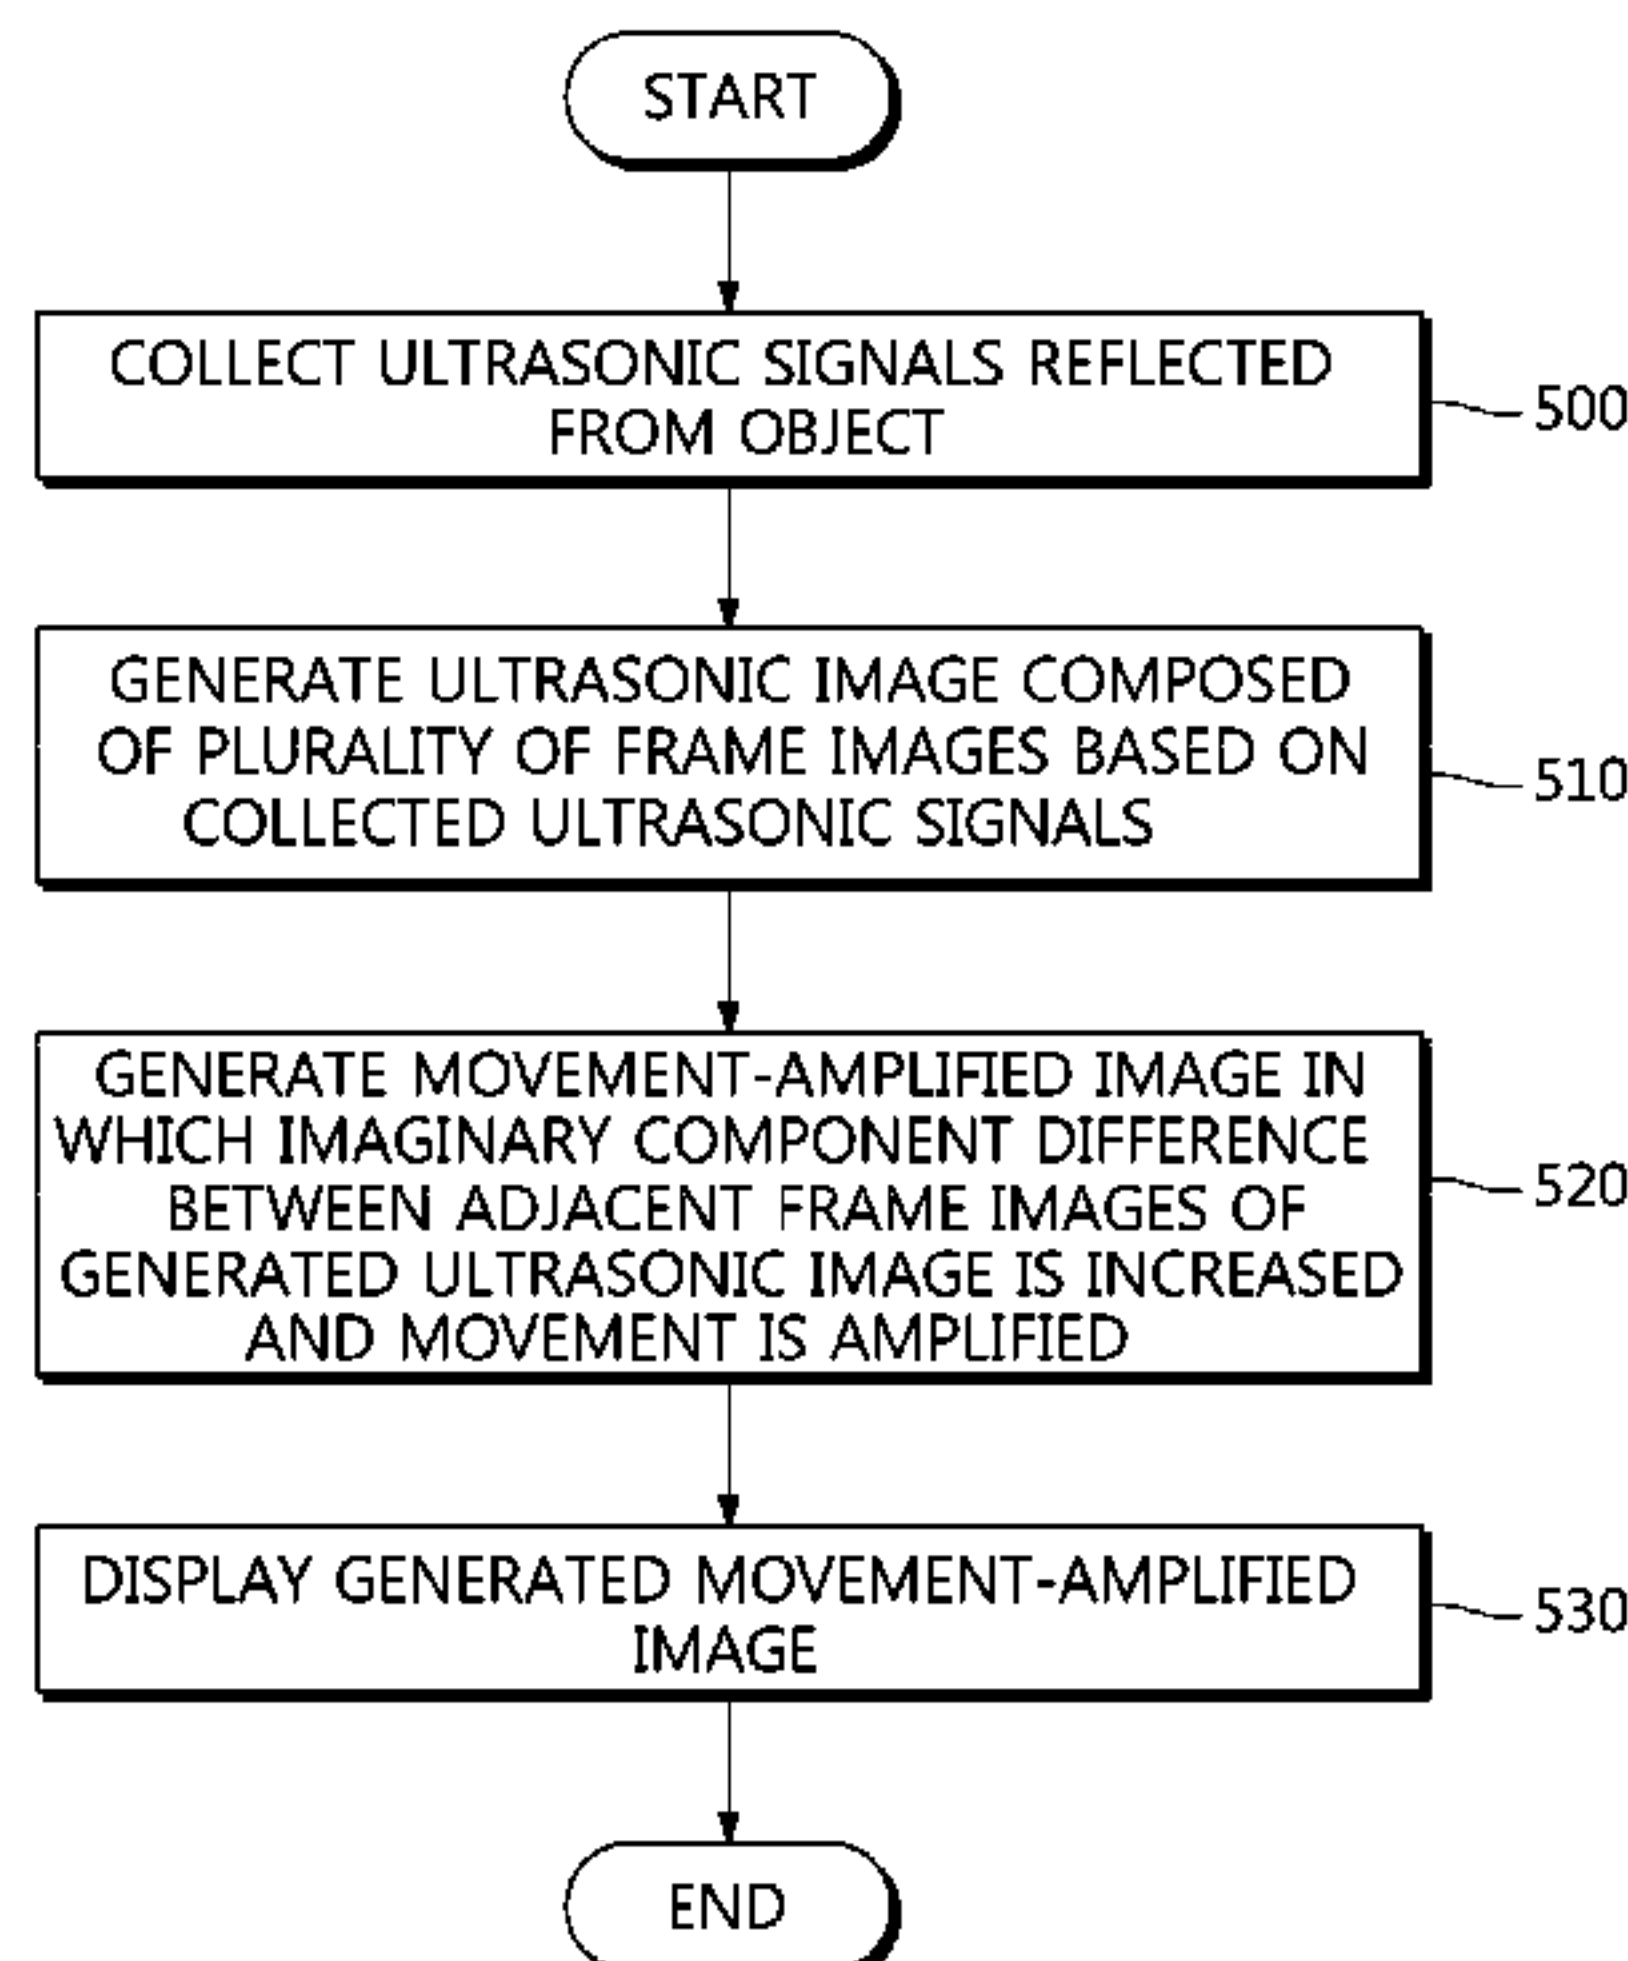 START
COLLECT ULTRASONIC SIGNALS REFLECTED
FROM OBJECT
500
GENERATE ULTRASONIC IMAGE COMPOSED
OF PLURALITY OF FRAME IMAGES BASED ON
COLLECTED ULTRASONIC SIGNALS
510
GENERATE MOVEMENT-AMPLIFIED IMAGE IN
WHICH IMAGINARY COMPONENT DIFFERENCE
BETWEEN ADJACENT FRAME IMAGES OF
GENERATED ULTRASONIC IMAGE IS INCREASED
AND MOVEMENT IS AMPLIFIED
520
DISPLAY GENERATED MOVEMENT-AMPLIFIED
IMAGE
530
END